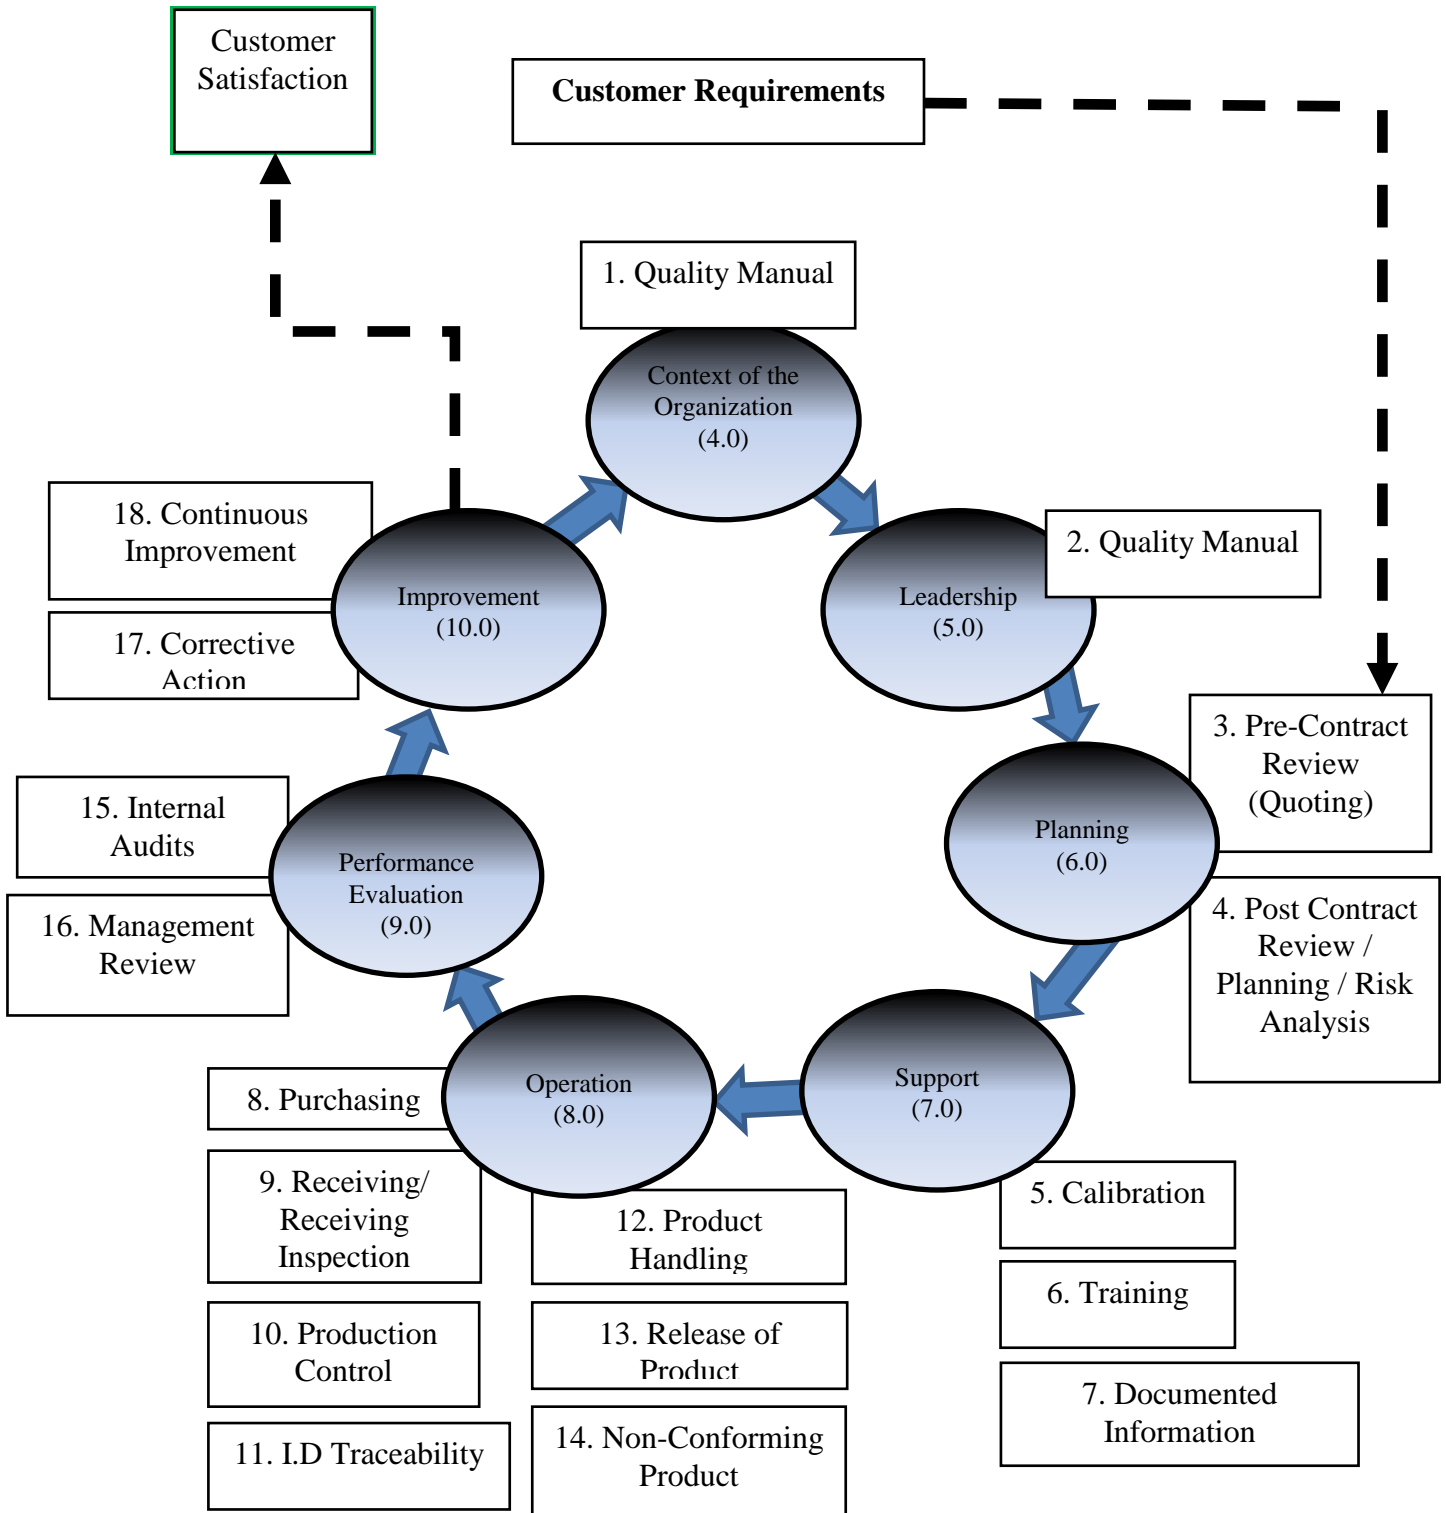 Customer
Satisfaction
Customer Requirements
1. Quality Manual
Context of the
Organization
(4.0)
18. Continuous
Improvement
2. Quality Manual
Improvement
(10.0)
Leadership
(5.0)
17. Corrective
Action
3. Pre-Contract
Review
(Quoting)
15. Internal
Audits
Planning
(6.0)
Performance
Evaluation
(9.0)
16. Management
Review
4. Post Contract
Review /
Planning / Risk
Analysis
Operation
(8.0)
Support
(7.0)
8. Purchasing
9. Receiving/
Receiving
Inspection
12. Product
Handling
5. Calibration
6. Training
10. Production
Control
13. Release of
Product
7. Documented
Information
11. I.D Traceability
14. Non-Conforming
Product